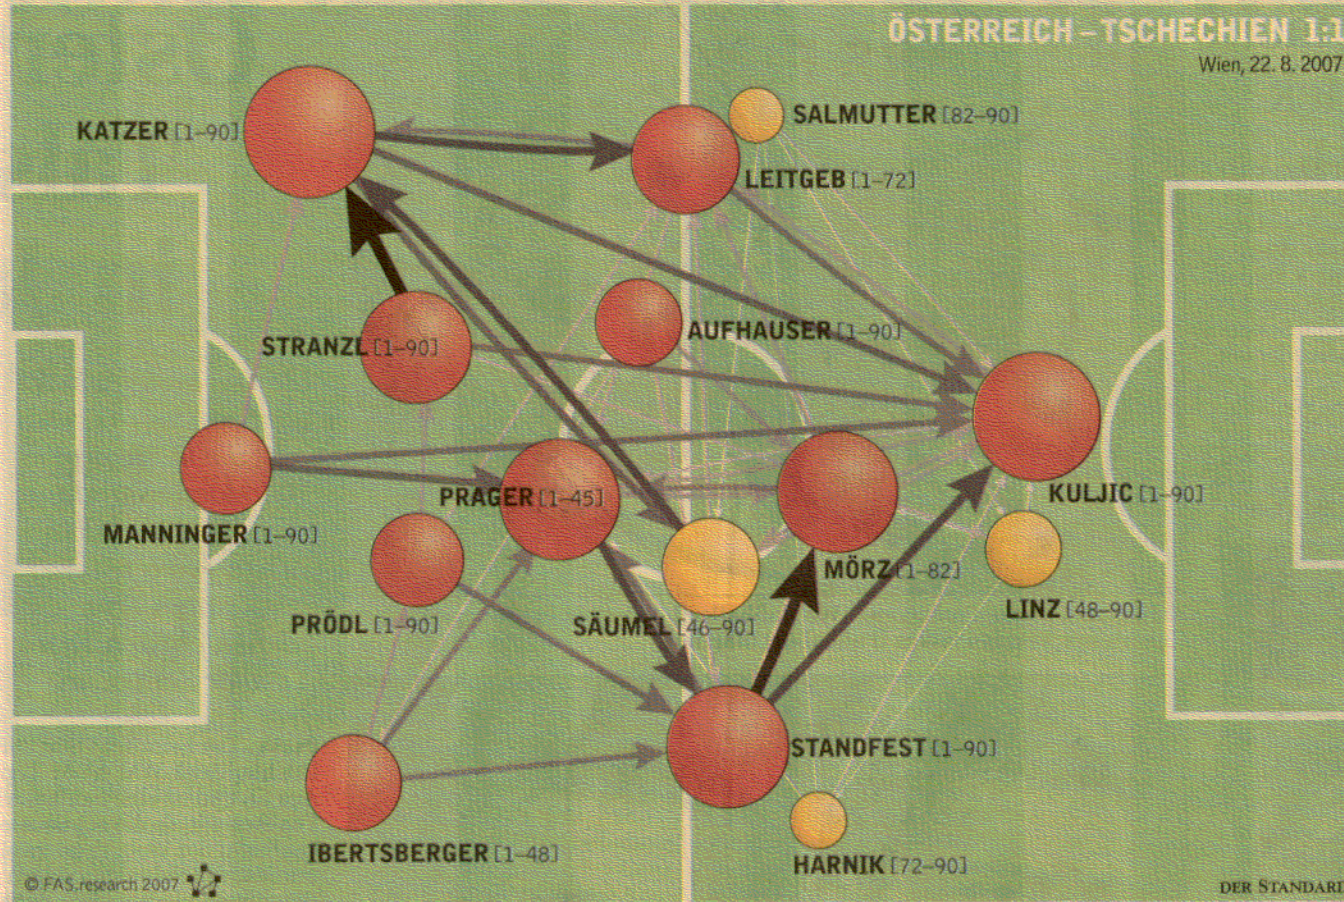 ÖSTERREICH – TSCHECHIEN 1:1
Wien, 22. 8. 2007
SALMUTTER [82–90]
KATZER [1–90]
LEITGEB [1–72]
AUFHAUSER [1–90]
STRANZL [1–90]
PRAGER [1–45]
KULJIC [1–90]
MANNINGER [1–90]
MÖRZ [1–82]
LINZ [48–90]
PRÖDL [1–90]
SÄUMEL [46–90]
STANDFEST [1–90]
IBERTSBERGER [1–48]
HARNIK [72–90]
© FAS.research 2007
DER STANDARD